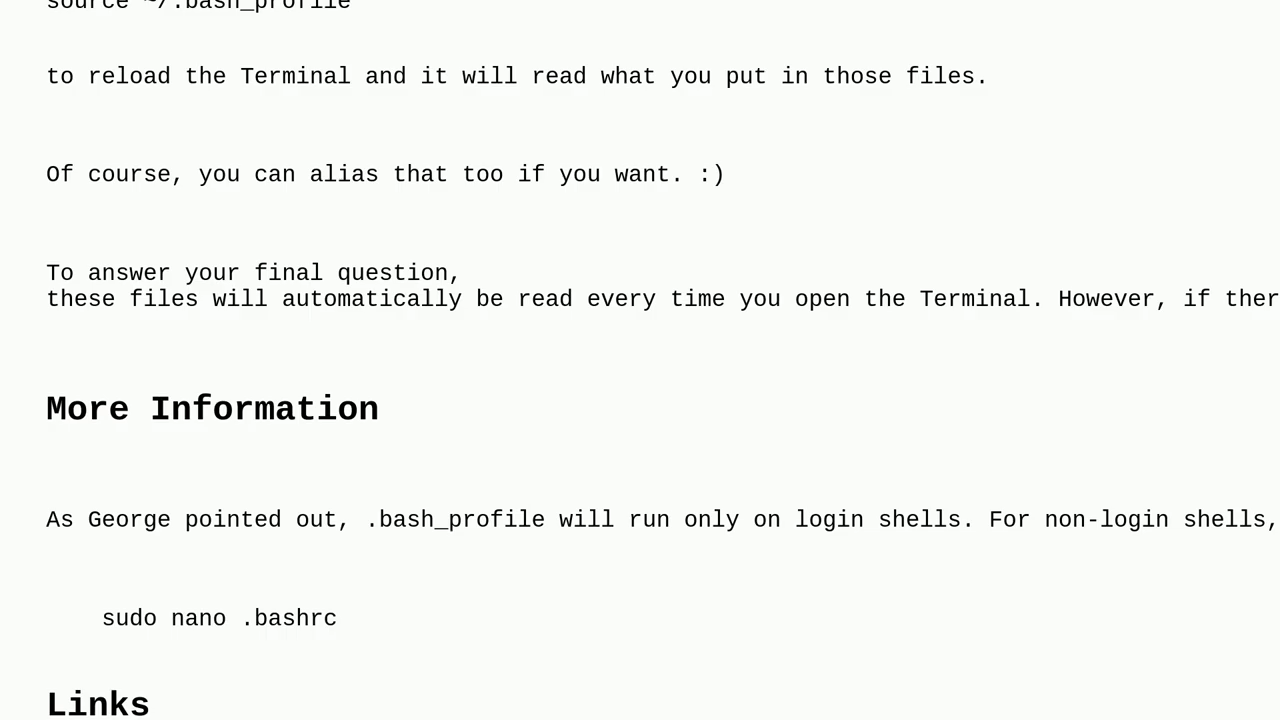 source ~/.bash_profile
to reload the Terminal and it will read what you put in those files.
Of course, you can alias that too if you want. :)
To answer your final question,
these files will automatically be read every time you open the Terminal. However, if ther
More Information
As George pointed out, .bash_profile will run only on login shells. For non-login shells,
sudo nano .bashrc
Links